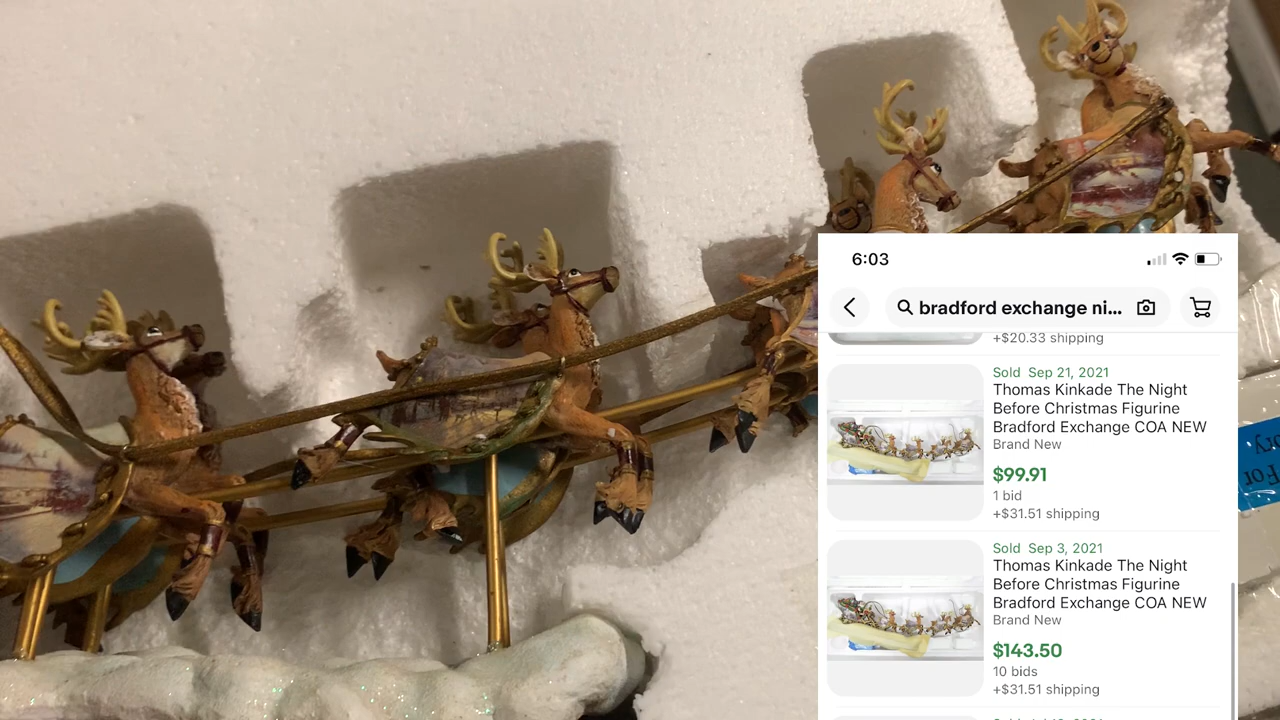 6:03
bradford exchange ni...
+$20.33 shipping
Sold Sep 21, 2021
Thomas Kinkade The Night
Before Christmas Figurine
Bradford Exchange COA NEW
Brand New
$99.91
1 bid
+$31.51 shipping
Sold Sep 3, 2021
Thomas Kinkade The Night
Before Christmas Figurine
Bradford Exchange COA NEW
Brand New
$143.50
10 bids
+$31.51 shipping
For